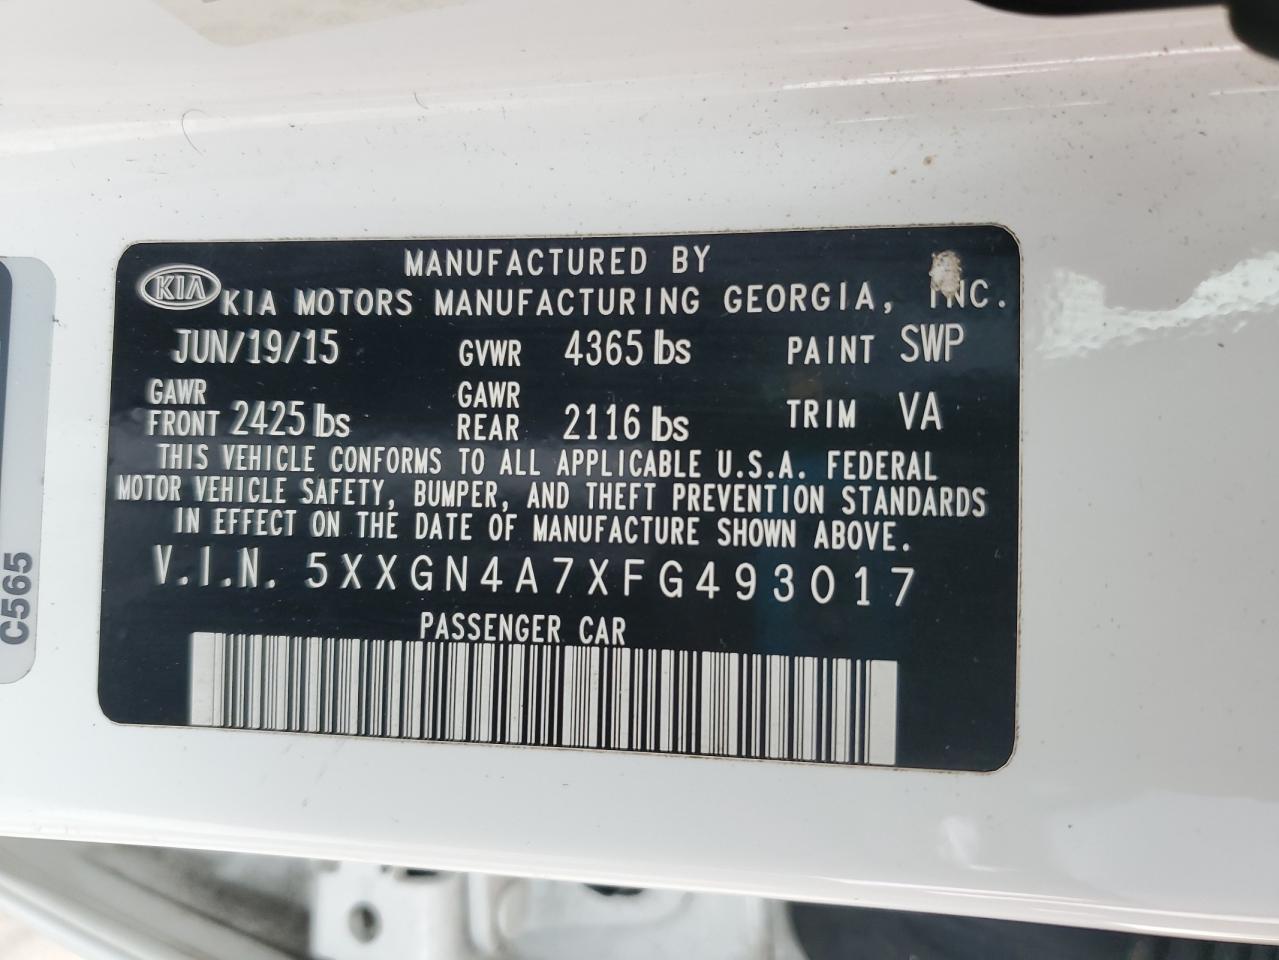 MANUFACTURED BY
KIA KIA MOTORS MANUFACTURING GEORGIA, INC.
JUN/19/15 GVWR 4365 lbs PAINT SWP
GAWR FRONT 2425 lbs GAWR REAR 2116 lbs TRIM VA
THIS VEHICLE CONFORMS TO ALL APPLICABLE U.S.A. FEDERAL
MOTOR VEHICLE SAFETY, BUMPER, AND THEFT PREVENTION STANDARDS
IN EFFECT ON THE DATE OF MANUFACTURE SHOWN ABOVE.
V.I.N. 5XXGN4A7XFG493017
PASSENGER CAR
C565